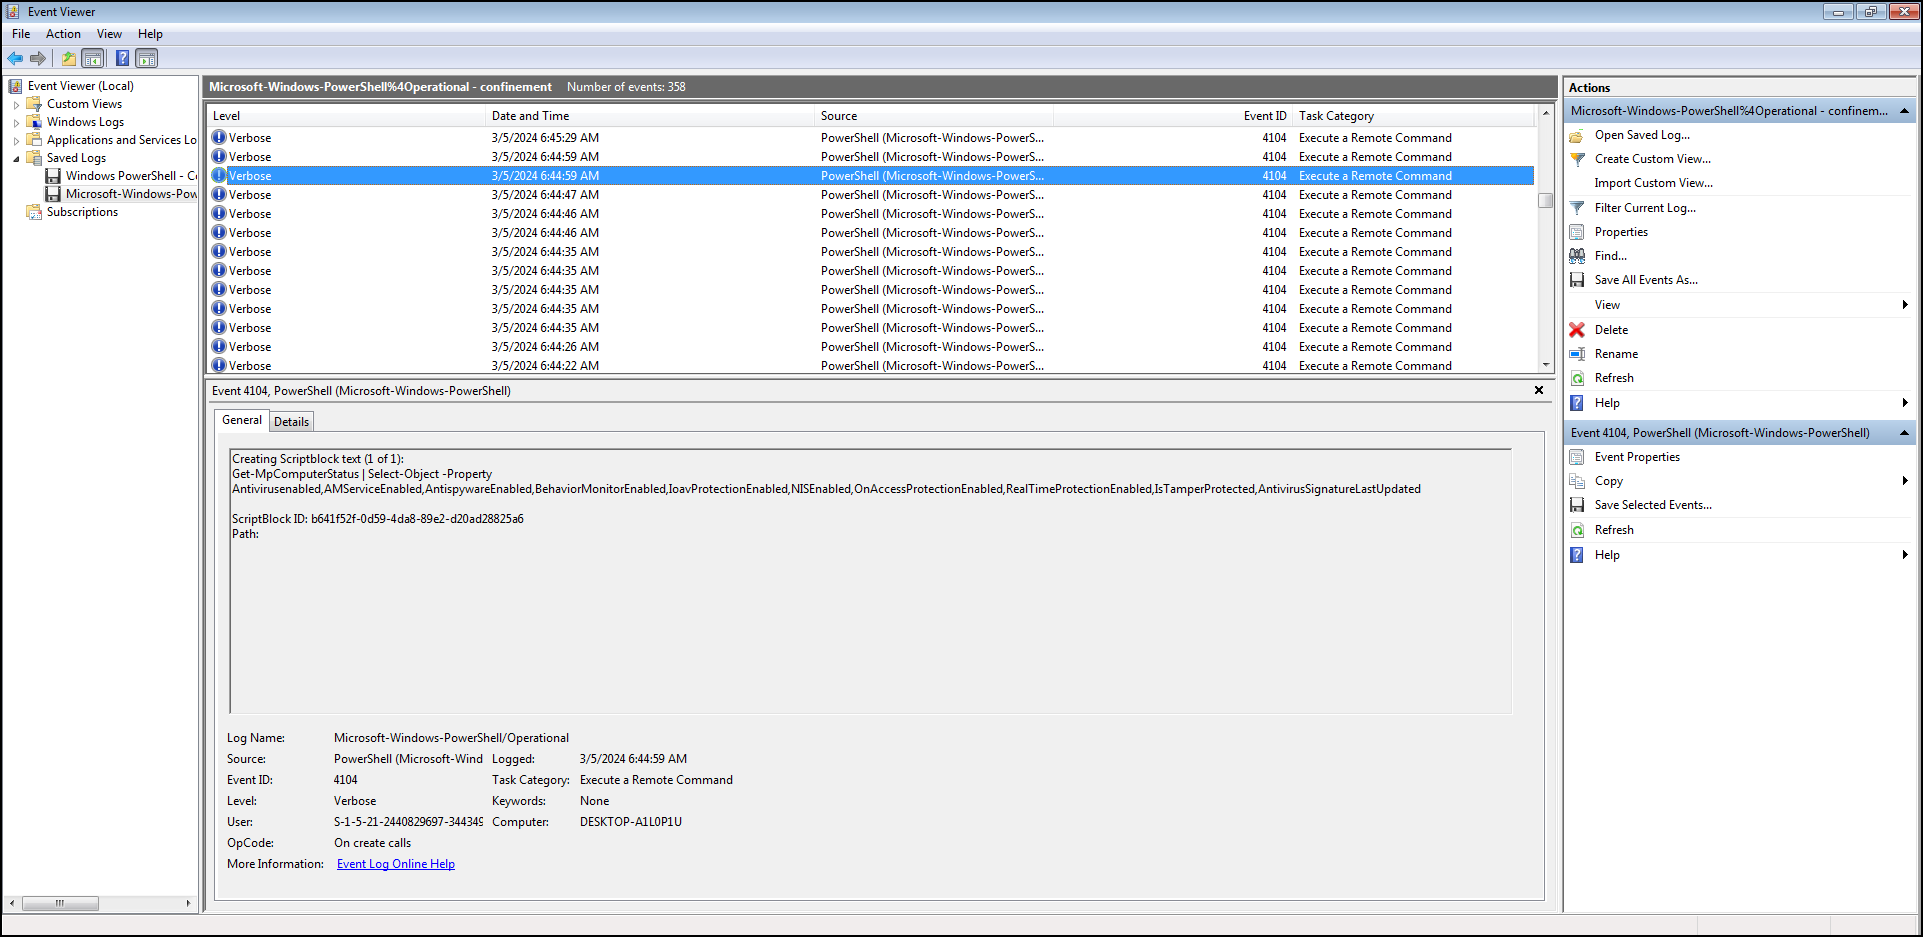 Event Viewer
File Action View Help
Event Viewer (Local)
Custom Views
Windows Logs
Applications and Services Lo
Saved Logs
Windows PowerShell - Co
Microsoft-Windows-Pow
Subscriptions
Microsoft-Windows-PowerShell%4Operational - confinement Number of events: 358
Level Date and Time Source Event ID Task Category
Verbose 3/5/2024 6:45:29 AM PowerShell (Microsoft-Windows-PowerS... 4104 Execute a Remote Command
Verbose 3/5/2024 6:44:59 AM PowerShell (Microsoft-Windows-PowerS... 4104 Execute a Remote Command
Verbose 3/5/2024 6:44:59 AM PowerShell (Microsoft-Windows-PowerS... 4104 Execute a Remote Command
Verbose 3/5/2024 6:44:47 AM PowerShell (Microsoft-Windows-PowerS... 4104 Execute a Remote Command
Verbose 3/5/2024 6:44:46 AM PowerShell (Microsoft-Windows-PowerS... 4104 Execute a Remote Command
Verbose 3/5/2024 6:44:46 AM PowerShell (Microsoft-Windows-PowerS... 4104 Execute a Remote Command
Verbose 3/5/2024 6:44:35 AM PowerShell (Microsoft-Windows-PowerS... 4104 Execute a Remote Command
Verbose 3/5/2024 6:44:35 AM PowerShell (Microsoft-Windows-PowerS... 4104 Execute a Remote Command
Verbose 3/5/2024 6:44:35 AM PowerShell (Microsoft-Windows-PowerS... 4104 Execute a Remote Command
Verbose 3/5/2024 6:44:35 AM PowerShell (Microsoft-Windows-PowerS... 4104 Execute a Remote Command
Verbose 3/5/2024 6:44:35 AM PowerShell (Microsoft-Windows-PowerS... 4104 Execute a Remote Command
Verbose 3/5/2024 6:44:26 AM PowerShell (Microsoft-Windows-PowerS... 4104 Execute a Remote Command
Verbose 3/5/2024 6:44:22 AM PowerShell (Microsoft-Windows-PowerS... 4104 Execute a Remote Command
Event 4104, PowerShell (Microsoft-Windows-PowerShell)
General Details
Creating Scriptblock text (1 of 1):
Get-MpComputerStatus | Select-Object -Property
Antivirusenabled,AMServiceEnabled,AntispywareEnabled,BehaviorMonitorEnabled,IoavProtectionEnabled,NISEnabled,OnAccessProtectionEnabled,RealTimeProtectionEnabled,IsTamperProtected,AntivirusSignatureLastUpdated
ScriptBlock ID: b641f52f-0d59-4da8-89e2-d20ad28825a6
Path:
Log Name: Microsoft-Windows-PowerShell/Operational
Source: PowerShell (Microsoft-Wind Logged: 3/5/2024 6:44:59 AM
Event ID: 4104 Task Category: Execute a Remote Command
Level: Verbose Keywords: None
User: S-1-5-21-2440829697-344349 Computer: DESKTOP-A1L0P1U
OpCode: On create calls
More Information: Event Log Online Help
Actions
Microsoft-Windows-PowerShell%4Operational - confinem...
Open Saved Log...
Create Custom View...
Import Custom View...
Filter Current Log...
Properties
Find...
Save All Events As...
View
Delete
Rename
Refresh
Help
Event 4104, PowerShell (Microsoft-Windows-PowerShell)
Event Properties
Copy
Save Selected Events...
Refresh
Help